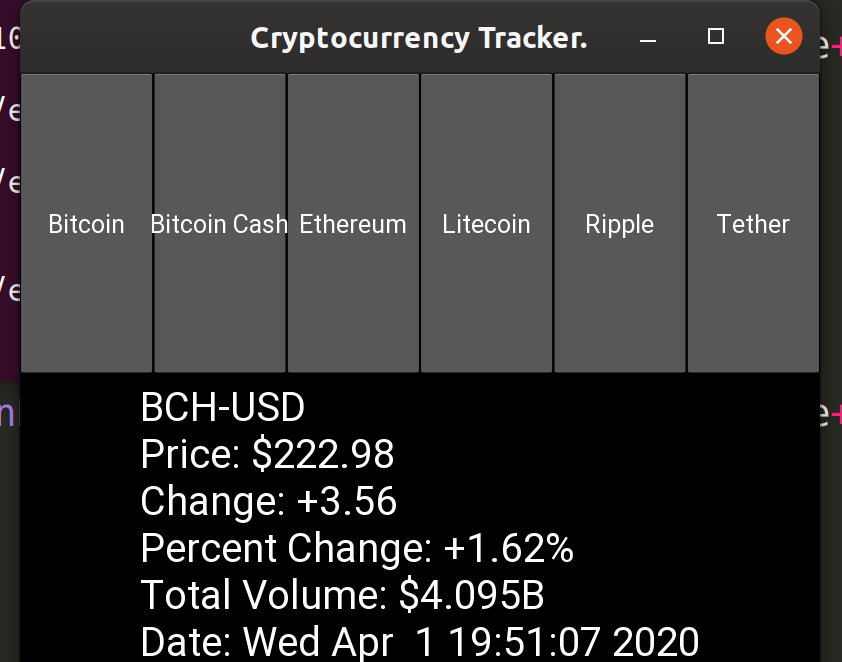 Cryptocurrency Tracker.
10
e+
/e
/e
Bitcoin Bitcoin Cash Ethereum Litecoin Ripple Tether
/e
n
e+
BCH-USD
Price: $222.98
Change: +3.56
Percent Change: +1.62%
Total Volume: $4.095B
Date: Wed Apr  1 19:51:07 2020